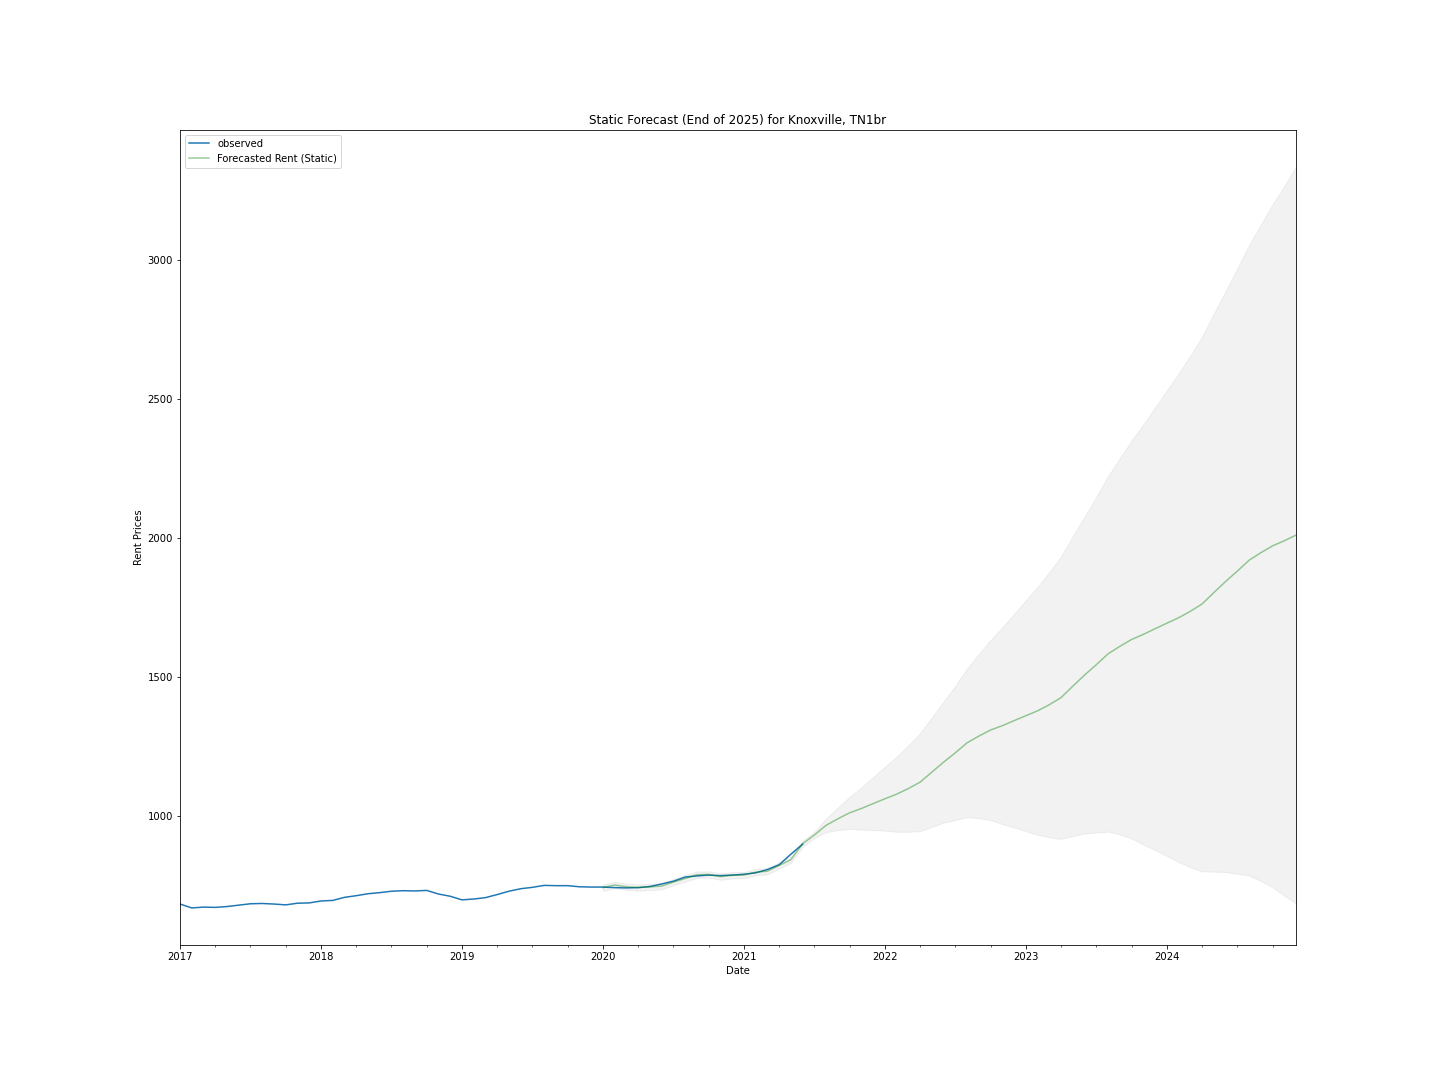 Static Forecast (End of 2025) for Knoxville, TN1br
observed
Forecasted Rent (Static)
3000
2500
2000
1500
1000
Rent Prices
2017 2018 2019 2020 2021 2022 2023 2024
Date